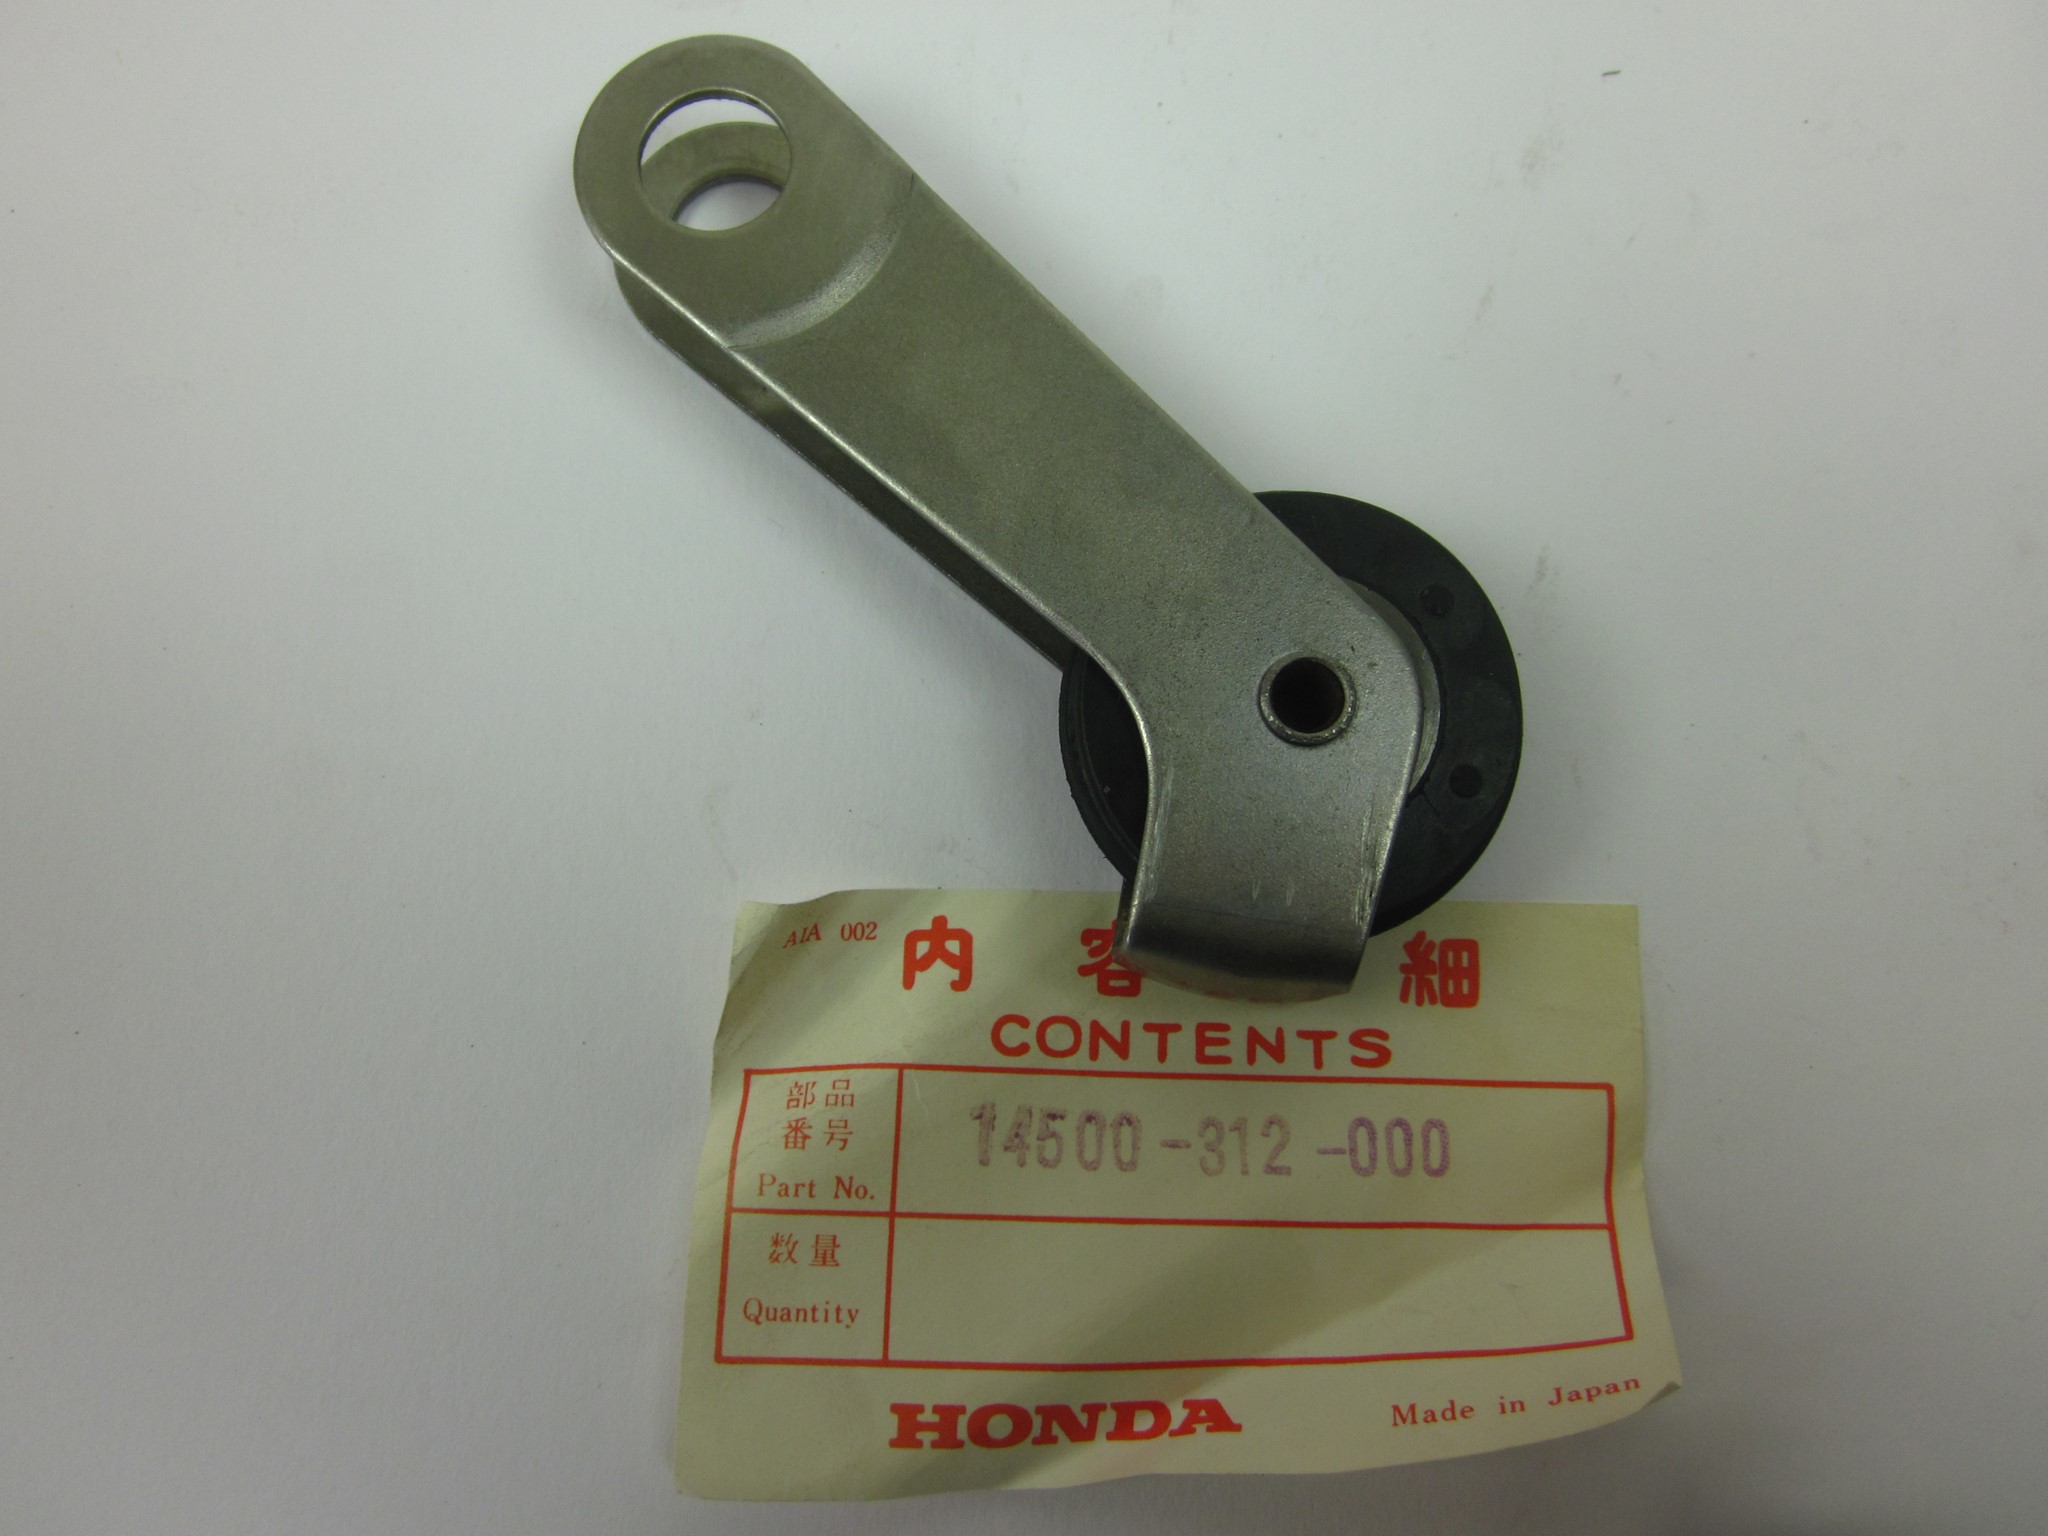 AIA 002
内 容 細
CONTENTS
部品
番号
Part No.
14500-312-000
数量
Quantity
HONDA
Made in Japan